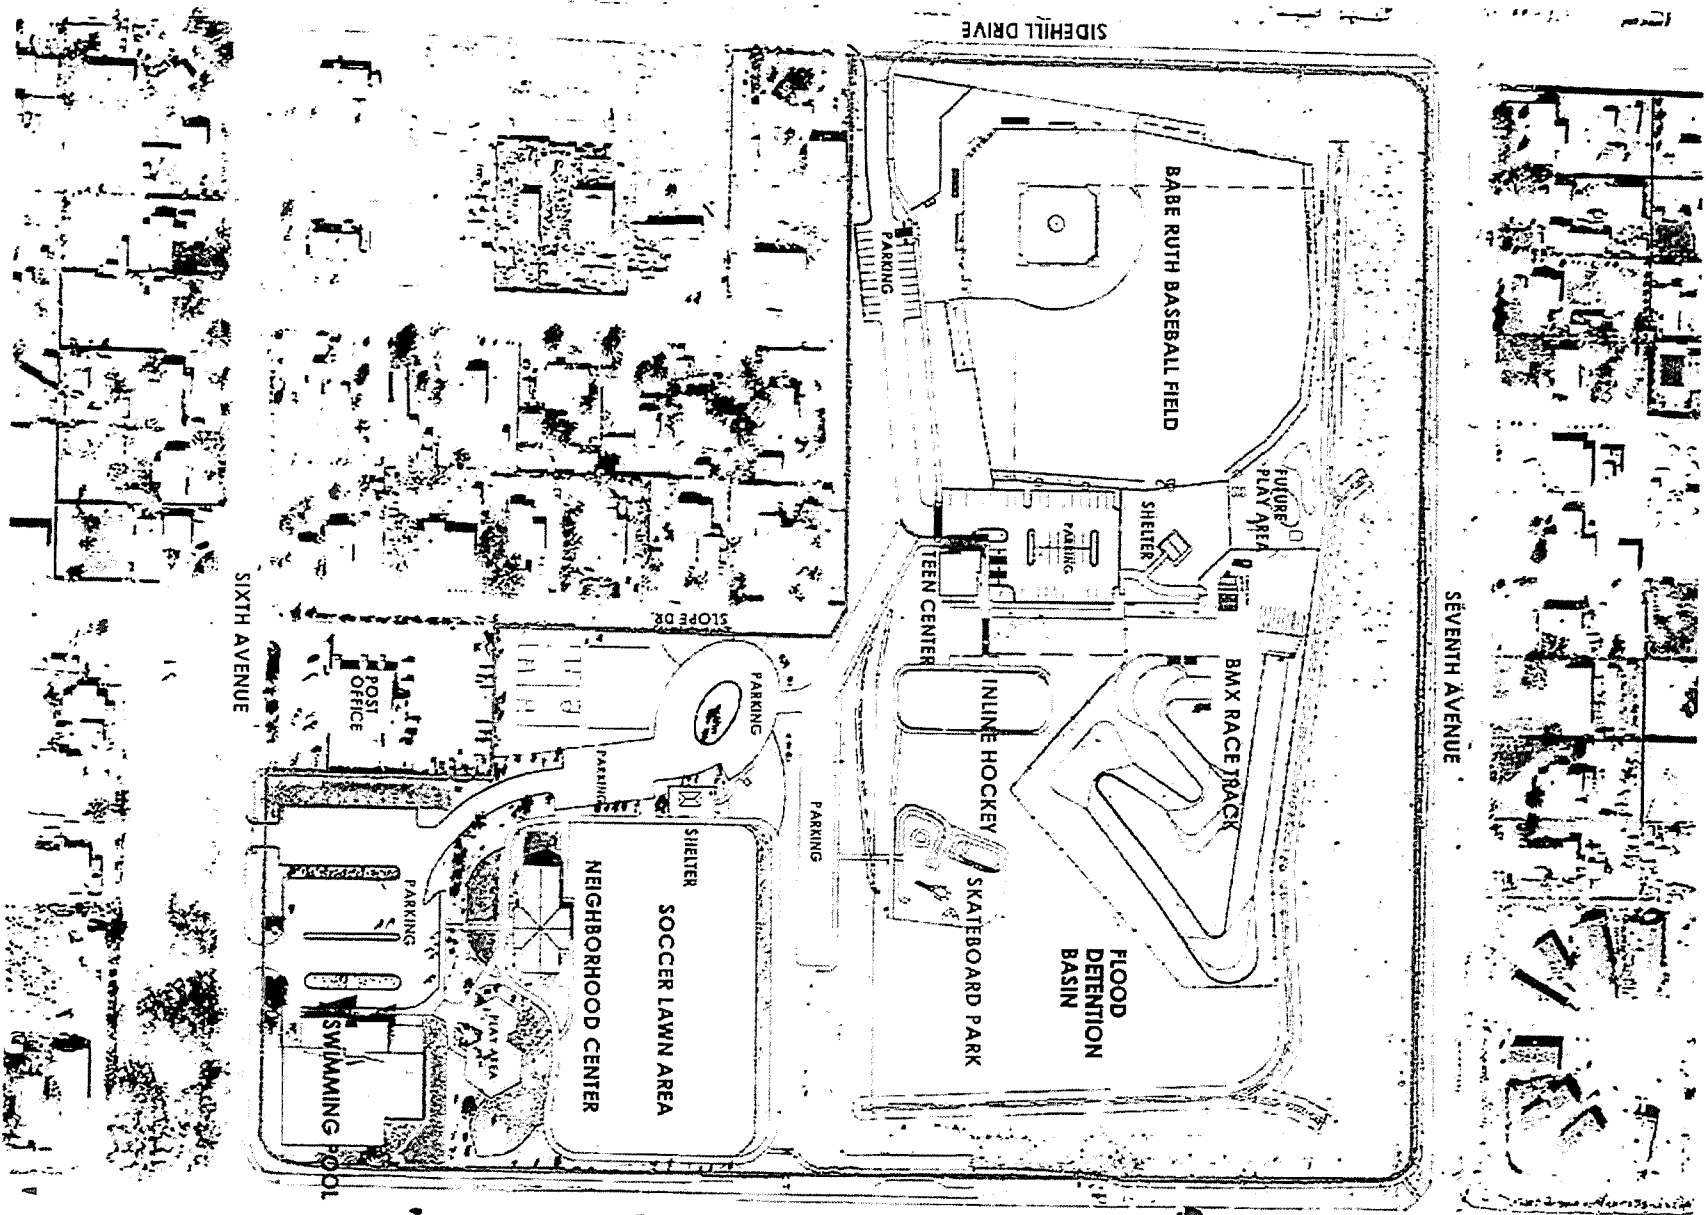 SIDEHILL DRIVE
BABE RUTH BASEBALL FIELD
PARKING
FUTURE
PLAY AREA
SHELTER
PARKING
TEEN CENTER
SLOPE DR.
SIXTH AVENUE
SEVENTH AVENUE
BMX RACE TRACK
INLINE HOCKEY
POST
OFFICE
PARKING
PARKING
PARKING
SHELTER
PARKING
SKATEBOARD PARK
FLOOD
DETENTION
BASIN
SOCCER LAWN AREA
NEIGHBORHOOD CENTER
PLAY AREA
SWIMMING POOL